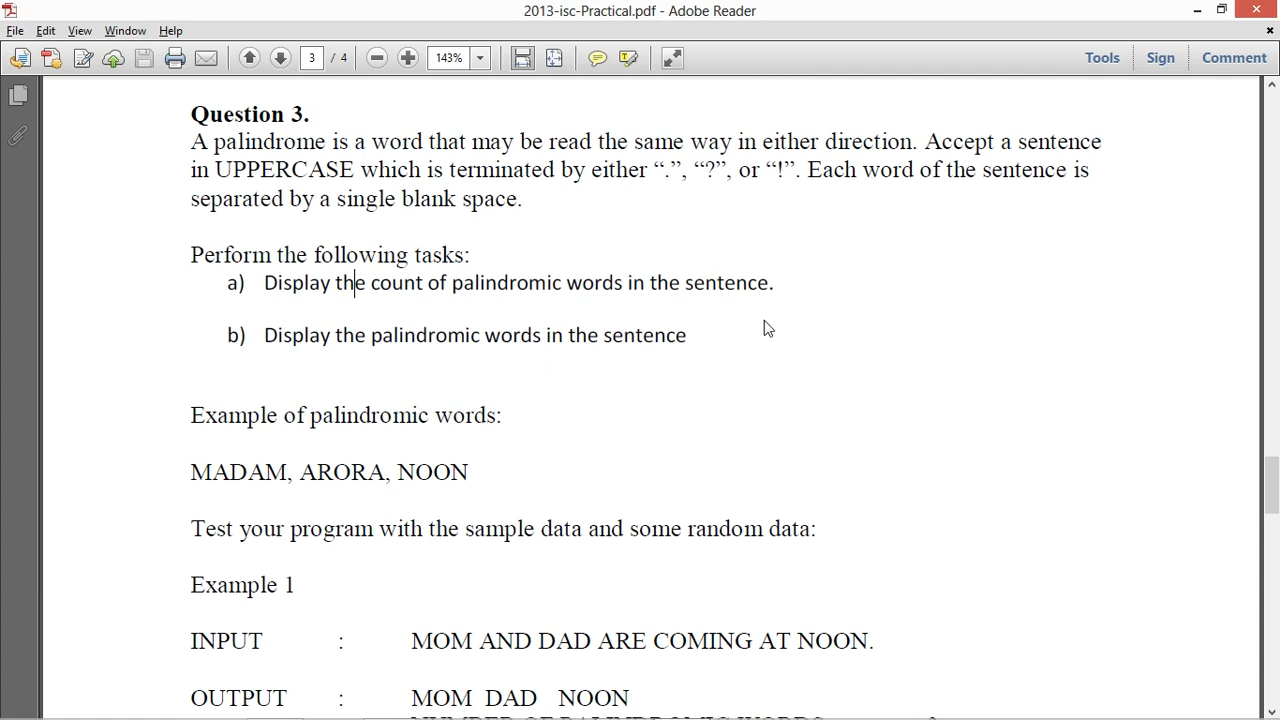 2013-isc-Practical.pdf - Adobe Reader
File Edit View Window Help
3 / 4 143% Tools Sign Comment
Question 3.
A palindrome is a word that may be read the same way in either direction. Accept a sentence
in UPPERCASE which is terminated by either “.”, “?”, or “!”. Each word of the sentence is
separated by a single blank space.
Perform the following tasks:
a) Display the count of palindromic words in the sentence.
b) Display the palindromic words in the sentence
Example of palindromic words:
MADAM, ARORA, NOON
Test your program with the sample data and some random data:
Example 1
INPUT : MOM AND DAD ARE COMING AT NOON.
OUTPUT : MOM DAD NOON